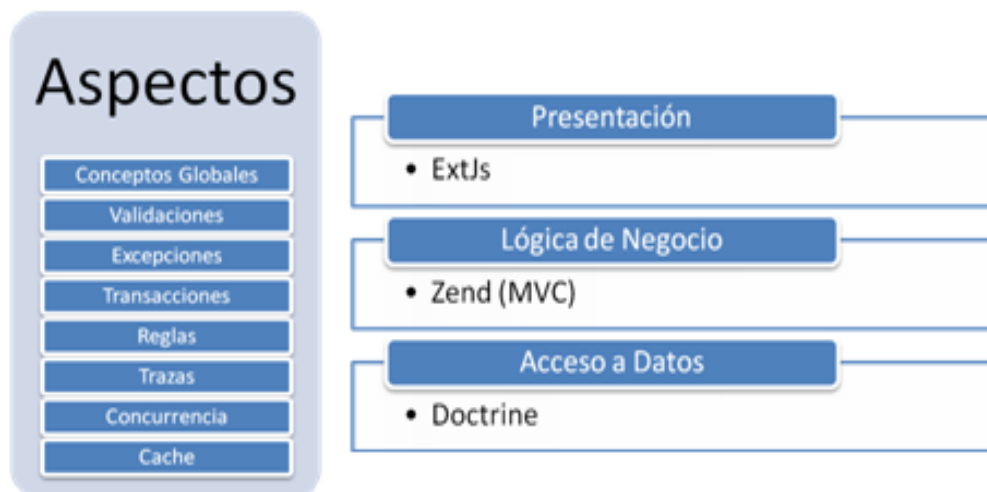 Aspectos
Conceptos Globales
Validaciones
Excepciones
Transacciones
Reglas
Trazas
Concurrencia
Cache
Presentación
• ExtJs
Lógica de Negocio
• Zend (MVC)
Acceso a Datos
• Doctrine